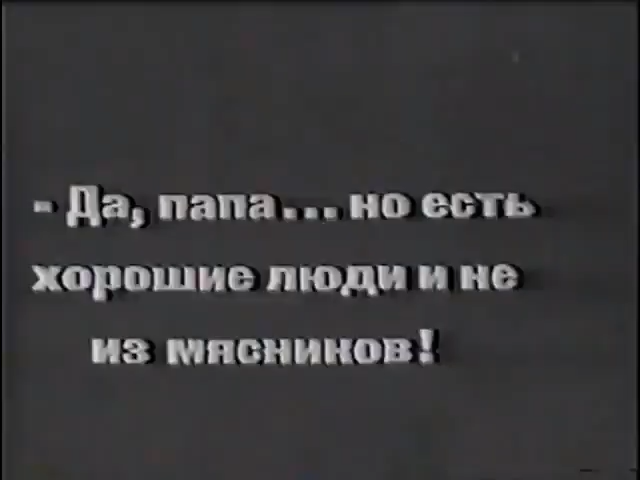 - Да, папа... но есть
хорошие люди и не
из мясников!